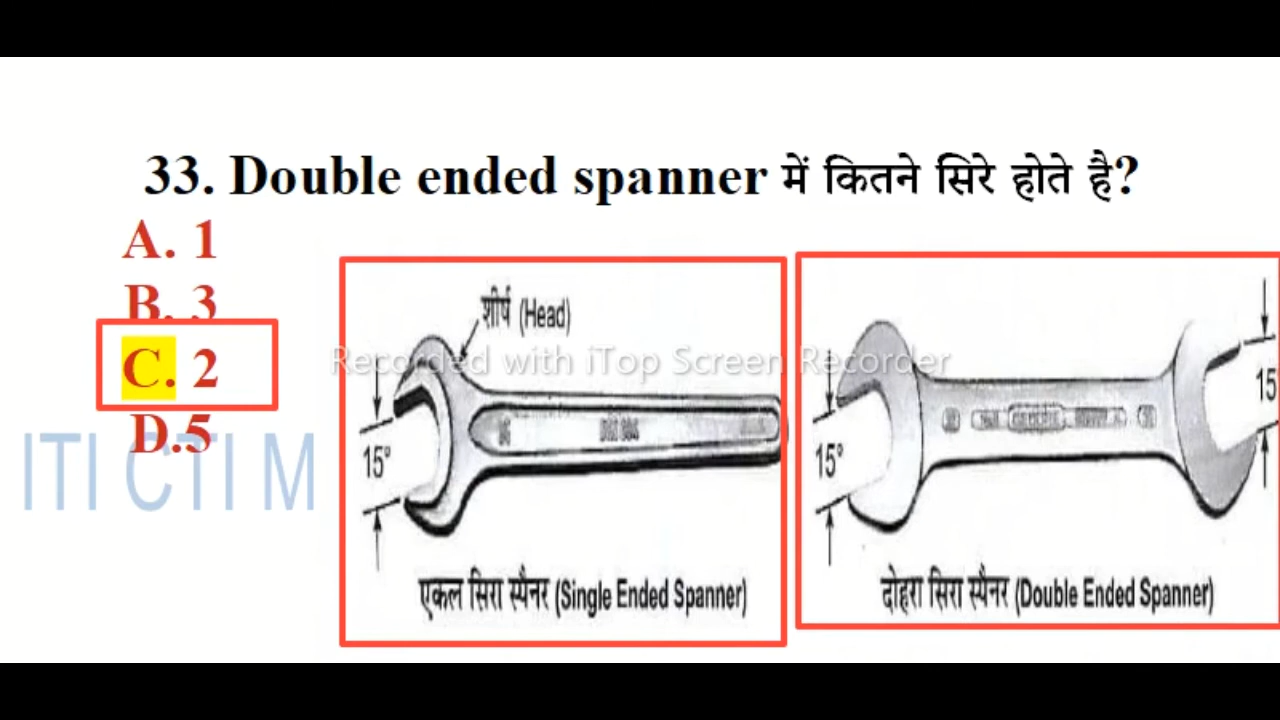 33. Double ended spanner में कितने सिरे होते है?
A. 1
B. 3
C. 2
D.5
ITI CTI M
Recorded with iTop Screen Recorder
शीर्ष (Head)
15°
एकल सिरा स्पैनर (Single Ended Spanner)
15°
15
दोहरा सिरा स्पैनर (Double Ended Spanner)